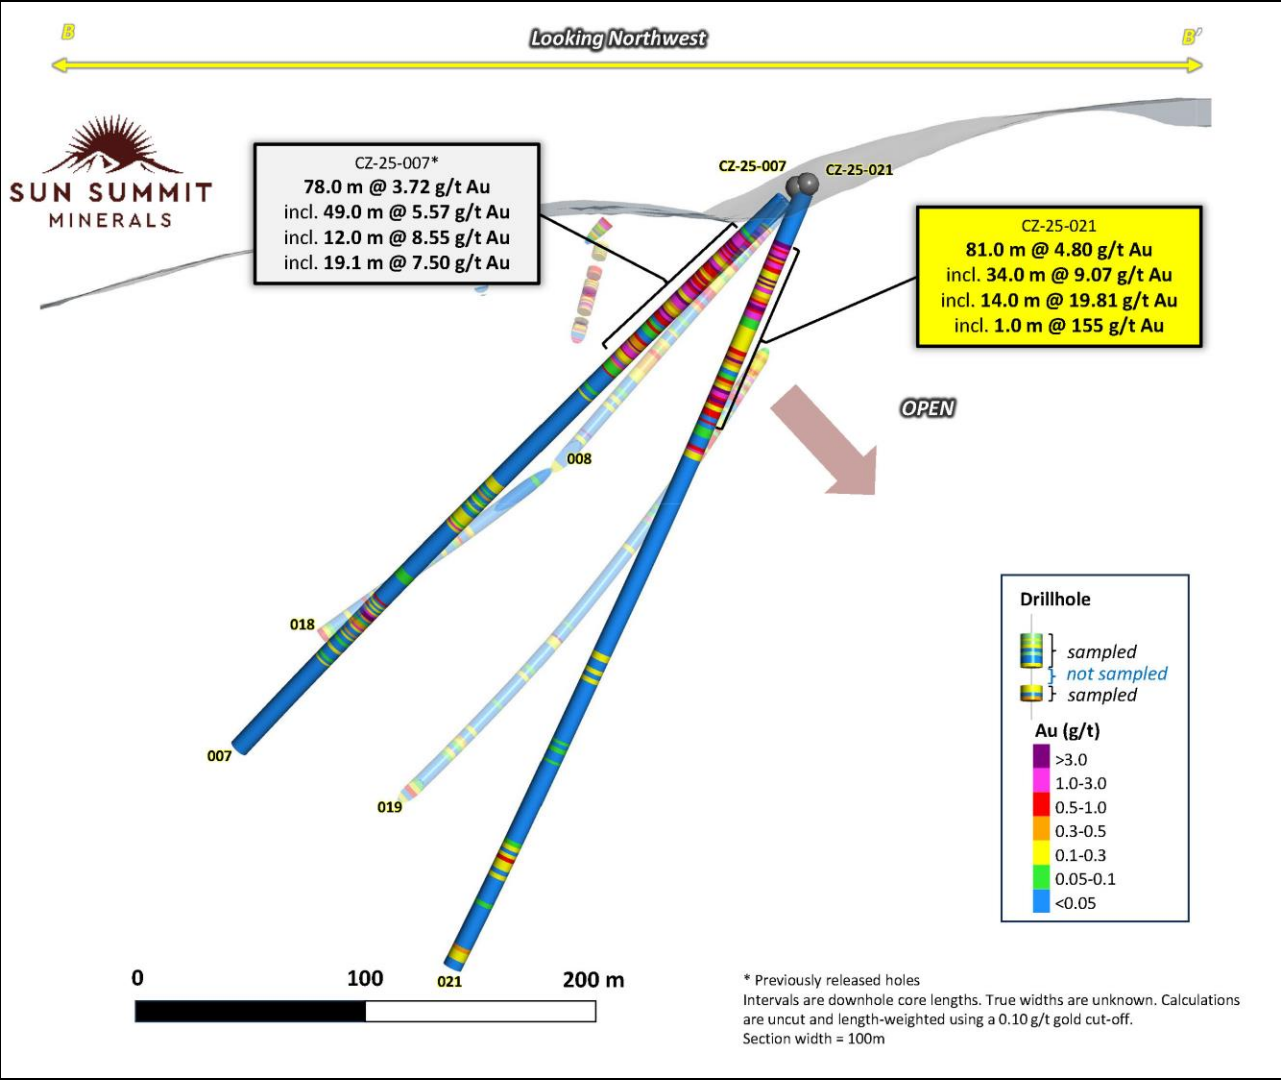 B
Looking Northwest
B'
SUN SUMMIT
MINERALS
CZ-25-007*
78.0 m @ 3.72 g/t Au
incl. 49.0 m @ 5.57 g/t Au
incl. 12.0 m @ 8.55 g/t Au
incl. 19.1 m @ 7.50 g/t Au
CZ-25-007
CZ-25-021
CZ-25-021
81.0 m @ 4.80 g/t Au
incl. 34.0 m @ 9.07 g/t Au
incl. 14.0 m @ 19.81 g/t Au
incl. 1.0 m @ 155 g/t Au
OPEN
008
018
007
019
021
Drillhole
sampled
not sampled
sampled
Au (g/t)
>3.0
1.0-3.0
0.5-1.0
0.3-0.5
0.1-0.3
0.05-0.1
<0.05
0 100 200 m
* Previously released holes
Intervals are downhole core lengths. True widths are unknown. Calculations
are uncut and length-weighted using a 0.10 g/t gold cut-off.
Section width = 100m